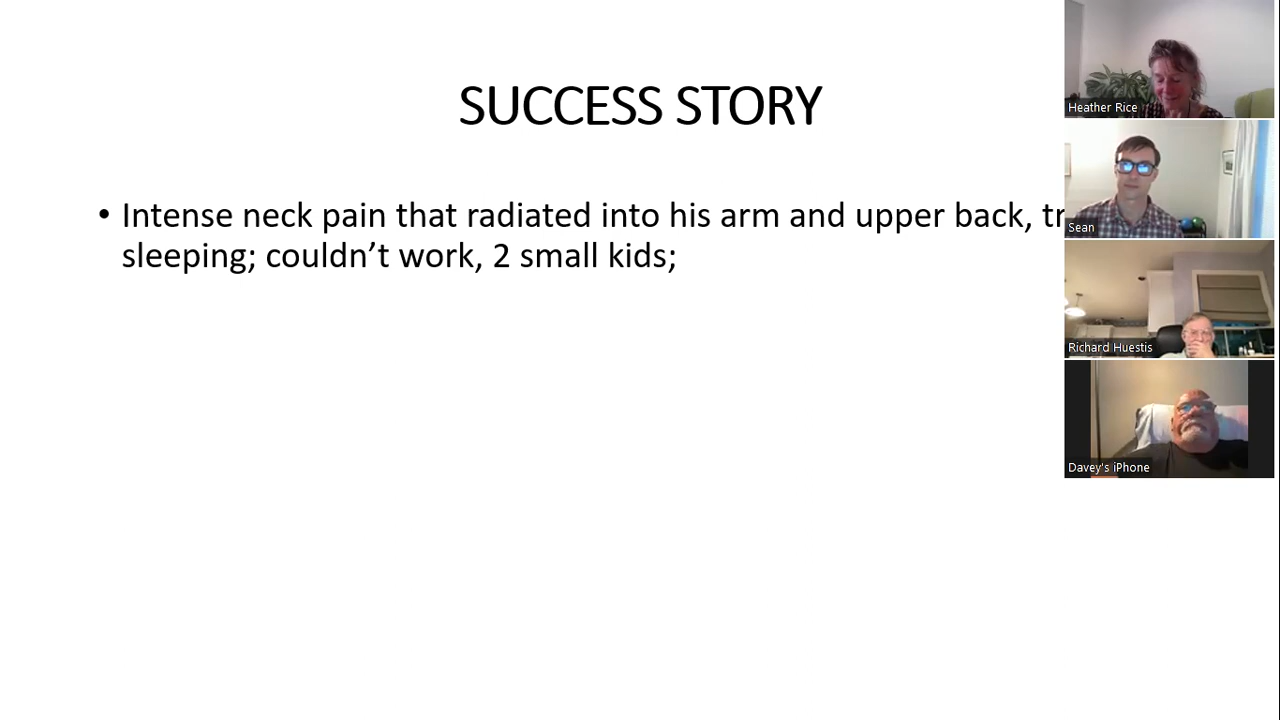 SUCCESS STORY
• Intense neck pain that radiated into his arm and upper back,
sleeping; couldn’t work, 2 small kids;
Heather Rice
Sean
Richard Huestis
Davey's iPhone